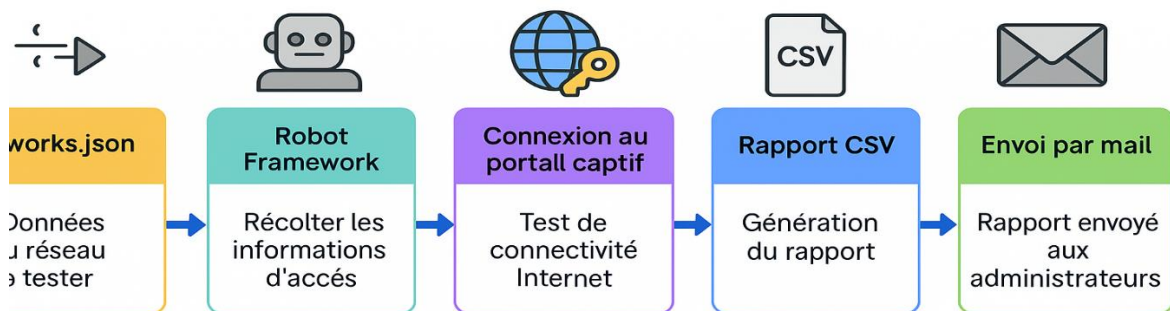 CSV
works.json
Robot
Framework
Connexion au
portall captif
Rapport CSV
Envoi par mail
Données
u réseau
tester
Récolter les
informations
d'accés
Test de
connectivité
Internet
Génération
du rapport
Rapport envoyé
aux
administrateurs